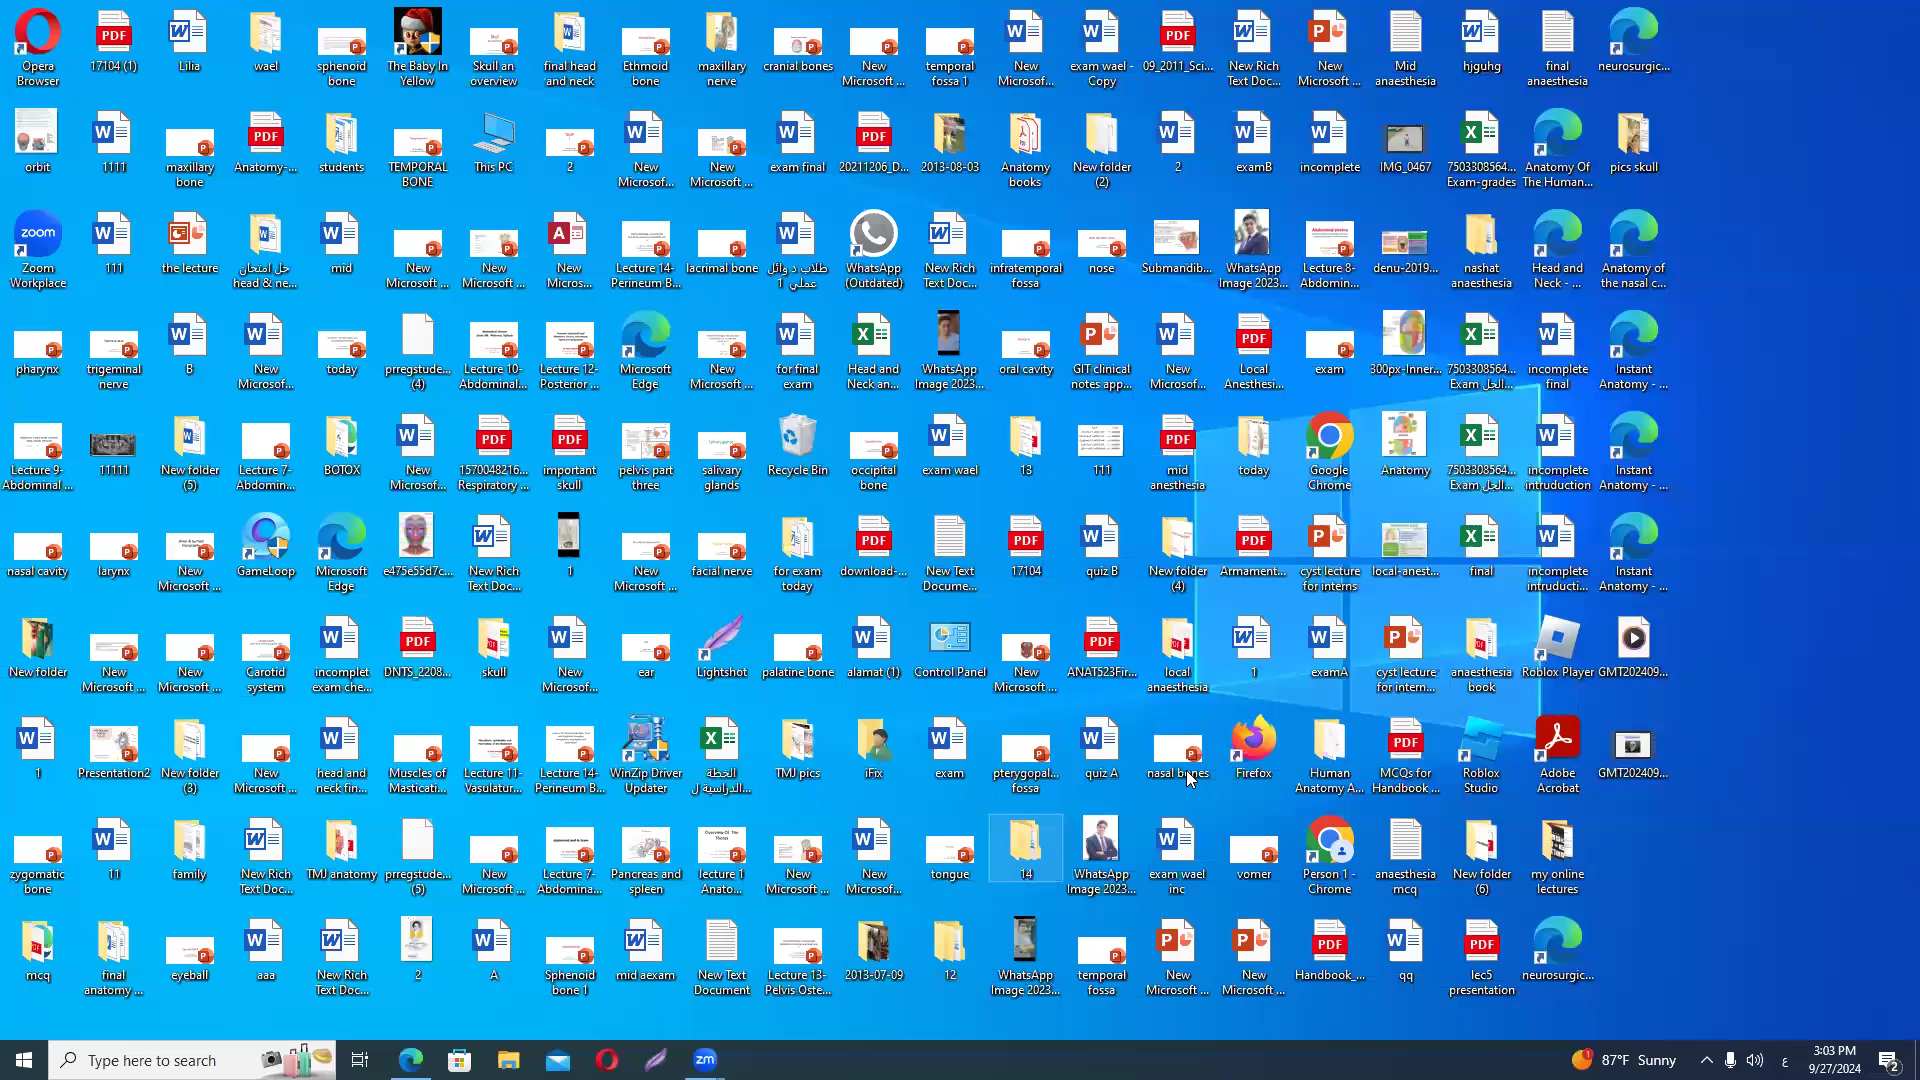 Opera
Browser
17104 (1)
Lilia
wael
sphenoid
bone
The Baby In
Yellow
Skull an
overview
final head
and neck
Ethmoid
bone
maxillary
nerve
cranial bones
New
Microsoft ...
temporal
fossa 1
New
Microsof...
exam wael -
Copy
09_2011_Sci...
New Rich
Text Doc...
New
Microsoft ...
Mid
anaesthesia
hjguhg
final
anaesthesia
neurosurgic...
orbit
1111
maxillary
bone
Anatomy-...
students
TEMPORAL
BONE
This PC
2
New
Microsof...
New
Microsoft ...
exam final
20211206_D...
2013-08-03
Anatomy
books
New folder
(2)
2
examB
incomplete
IMG_0467
7503308564...
Exam-grades
Anatomy Of
The Human...
pics skull
zoom
Zoom
Workplace
111
the lecture
حل امتحان
head & ne...
mid
New
Microsoft ...
New
Microsoft ...
New
Micros...
Lecture 14-
Perineum B...
lacrimal bone
طلاب د وائل
عملي 1
WhatsApp
(Outdated)
New Rich
Text Doc...
infratemporal
fossa
nose
Submandib...
WhatsApp
Image 2023...
Lecture 8-
Abdomin...
denu-2019...
nashat
anaesthesia
Head and
Neck - ...
Anatomy of
the nasal c...
pharynx
trigeminal
nerve
B
New
Microsof...
today
prregstude...
(4)
Lecture 10-
Abdominal...
Lecture 12-
Posterior ...
Microsoft
Edge
New
Microsoft ...
for final
exam
Head and
Neck an...
WhatsApp
Image 2023...
oral cavity
GIT clinical
notes app...
New
Microsof...
Local
Anesthesi...
exam
300px-Inner...
7503308564...
Exam الحل...
incomplete
final
Instant
Anatomy - ...
Lecture 9-
Abdominal ...
11111
New folder
(5)
Lecture 7-
Abdomin...
BOTOX
New
Microsof...
1570048216...
Respiratory ...
important
skull
pelvis part
three
salivary
glands
Recycle Bin
occipital
bone
exam wael
13
111
mid
anesthesia
today
Google
Chrome
Anatomy
7503308564...
Exam الحل...
incomplete
intruduction
Instant
Anatomy - ...
nasal cavity
larynx
New
Microsoft ...
GameLoop
Microsoft
Edge
e475e55d7c...
New Rich
Text Doc...
1
New
Microsoft ...
facial nerve
for exam
today
download-...
New Text
Docume...
17104
quiz B
New folder
(4)
Armament...
cyst lecture
for interns
local-anest...
final
incomplete
intruducti...
Instant
Anatomy - ...
New folder
New
Microsoft ...
New
Microsoft ...
Carotid
system
incomplet
exam che...
DNTS_2208...
skull
New
Microsof...
ear
Lightshot
palatine bone
alamat (1)
Control Panel
New
Microsoft ...
ANAT523Fir...
local
anaesthesia
1
examA
cyst lecture
for intern...
anaesthesia
book
Roblox Player
GMT202409...
1
Presentation2
New folder
(3)
New
Microsoft ...
head and
neck fin...
Muscles of
Masticati...
Lecture 11-
Vasulatur...
Lecture 14-
Perineum B...
WinZip Driver
Updater
الخطة
الدراسية ل...
TMJ pics
iFix
exam
pterygopal...
fossa
quiz A
nasal bones
Firefox
Human
Anatomy A...
MCQs for
Handbook ...
Roblox
Studio
Adobe
Acrobat
GMT202409...
zygomatic
bone
11
family
New Rich
Text Doc...
TMJ anatomy
prregstude...
(5)
New
Microsoft ...
Lecture 7-
Abdomina...
Pancreas and
spleen
lecture 1
Anato...
New
Microsoft ...
New
Microsof...
tongue
14
WhatsApp
Image 2023...
exam wael
inc
vomer
Person 1 -
Chrome
anaesthesia
mcq
New folder
(6)
my online
lectures
mcq
final
anatomy ...
eyeball
aaa
New Rich
Text Doc...
2
A
Sphenoid
bone 1
mid aexam
New Text
Document
Lecture 13-
Pelvis Oste...
2013-07-09
12
WhatsApp
Image 2023...
temporal
fossa
New
Microsoft ...
New
Microsoft ...
Handbook_...
qq
lec5
presentation
neurosurgic...
Type here to search
zm
87°F Sunny
ع
3:03 PM
9/27/2024
2